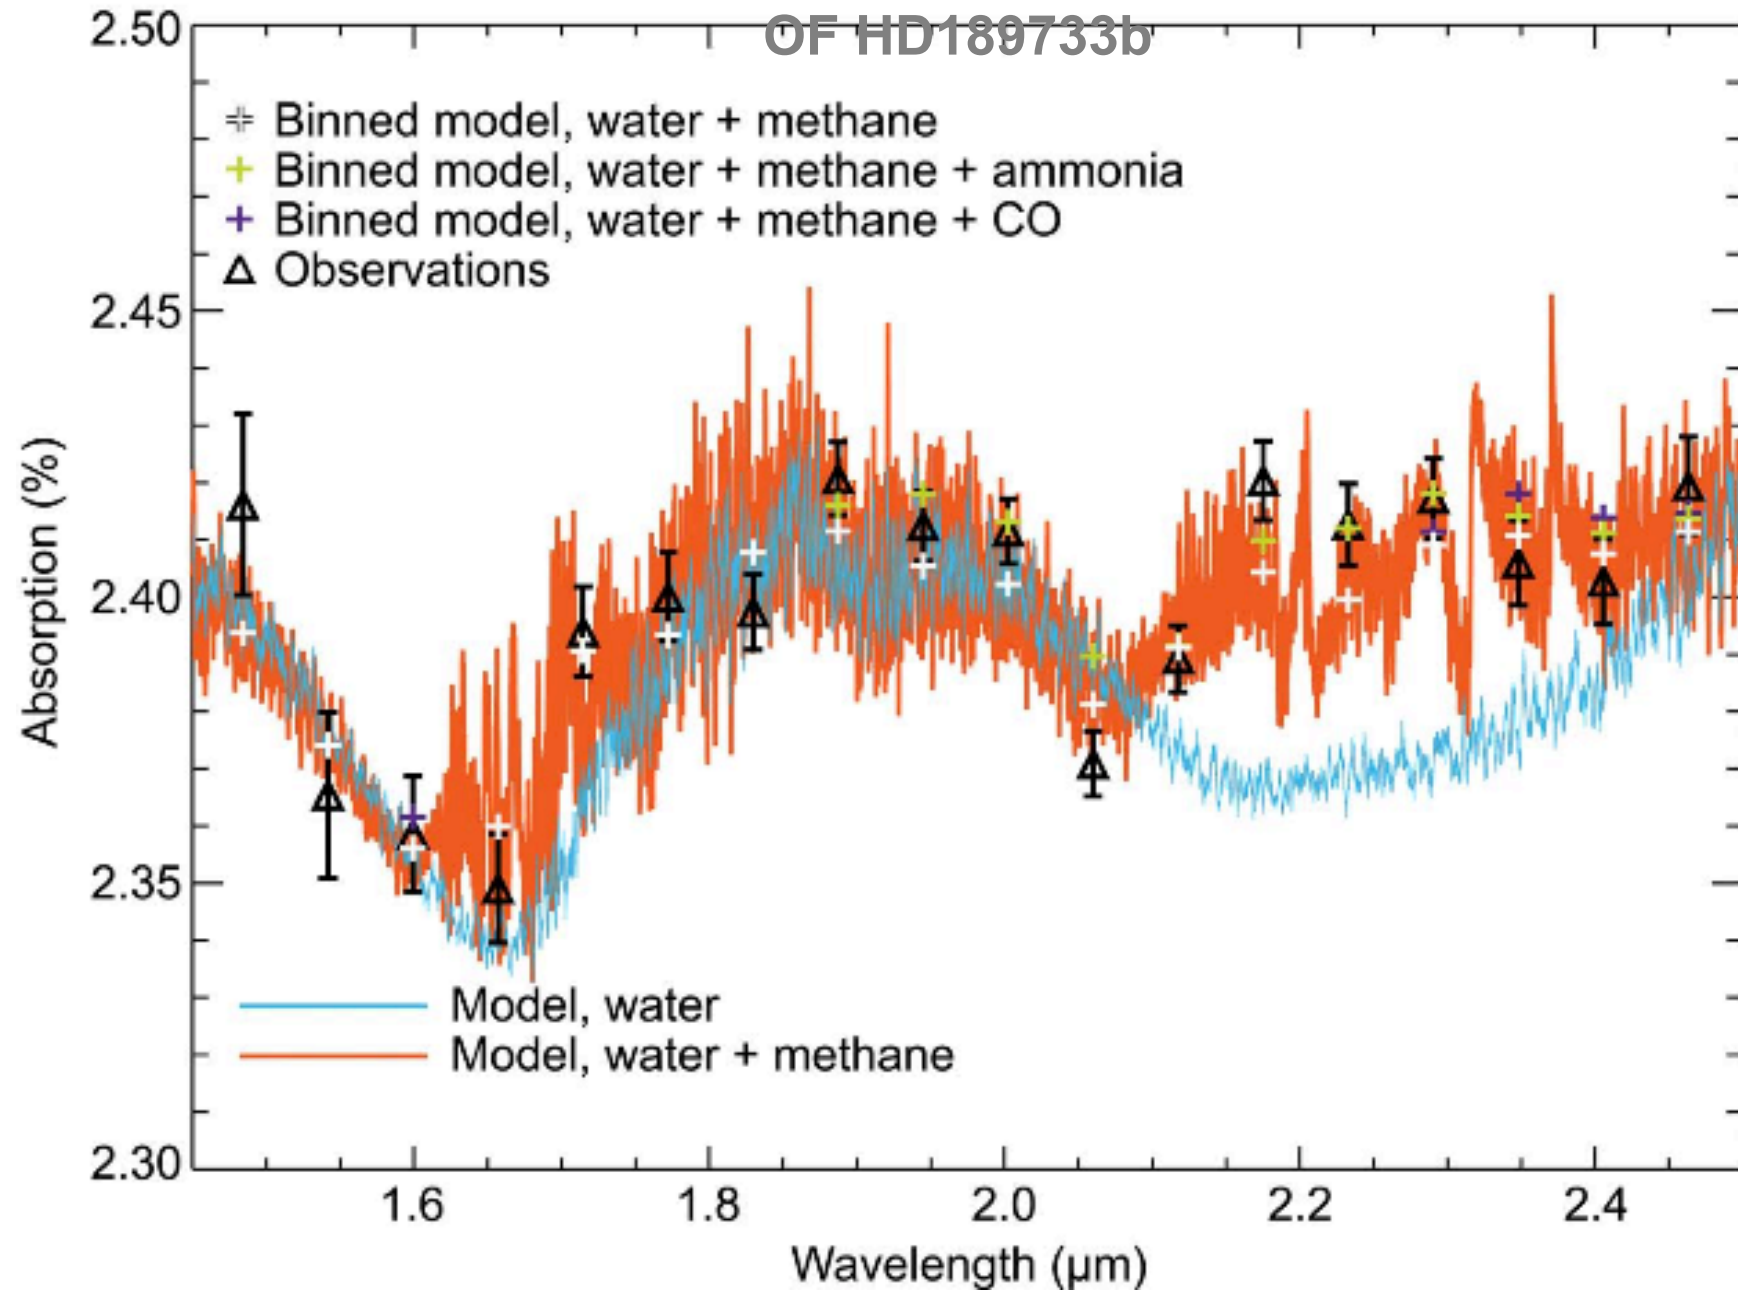 OF HD189733b
2.50
Binned model, water + methane
Binned model, water + methane + ammonia
Binned model, water + methane + CO
Observations
2.45
2.40
Absorption (%)
2.35
Model, water
Model, water + methane
2.30
1.6 1.8 2.0 2.2 2.4
Wavelength (μm)